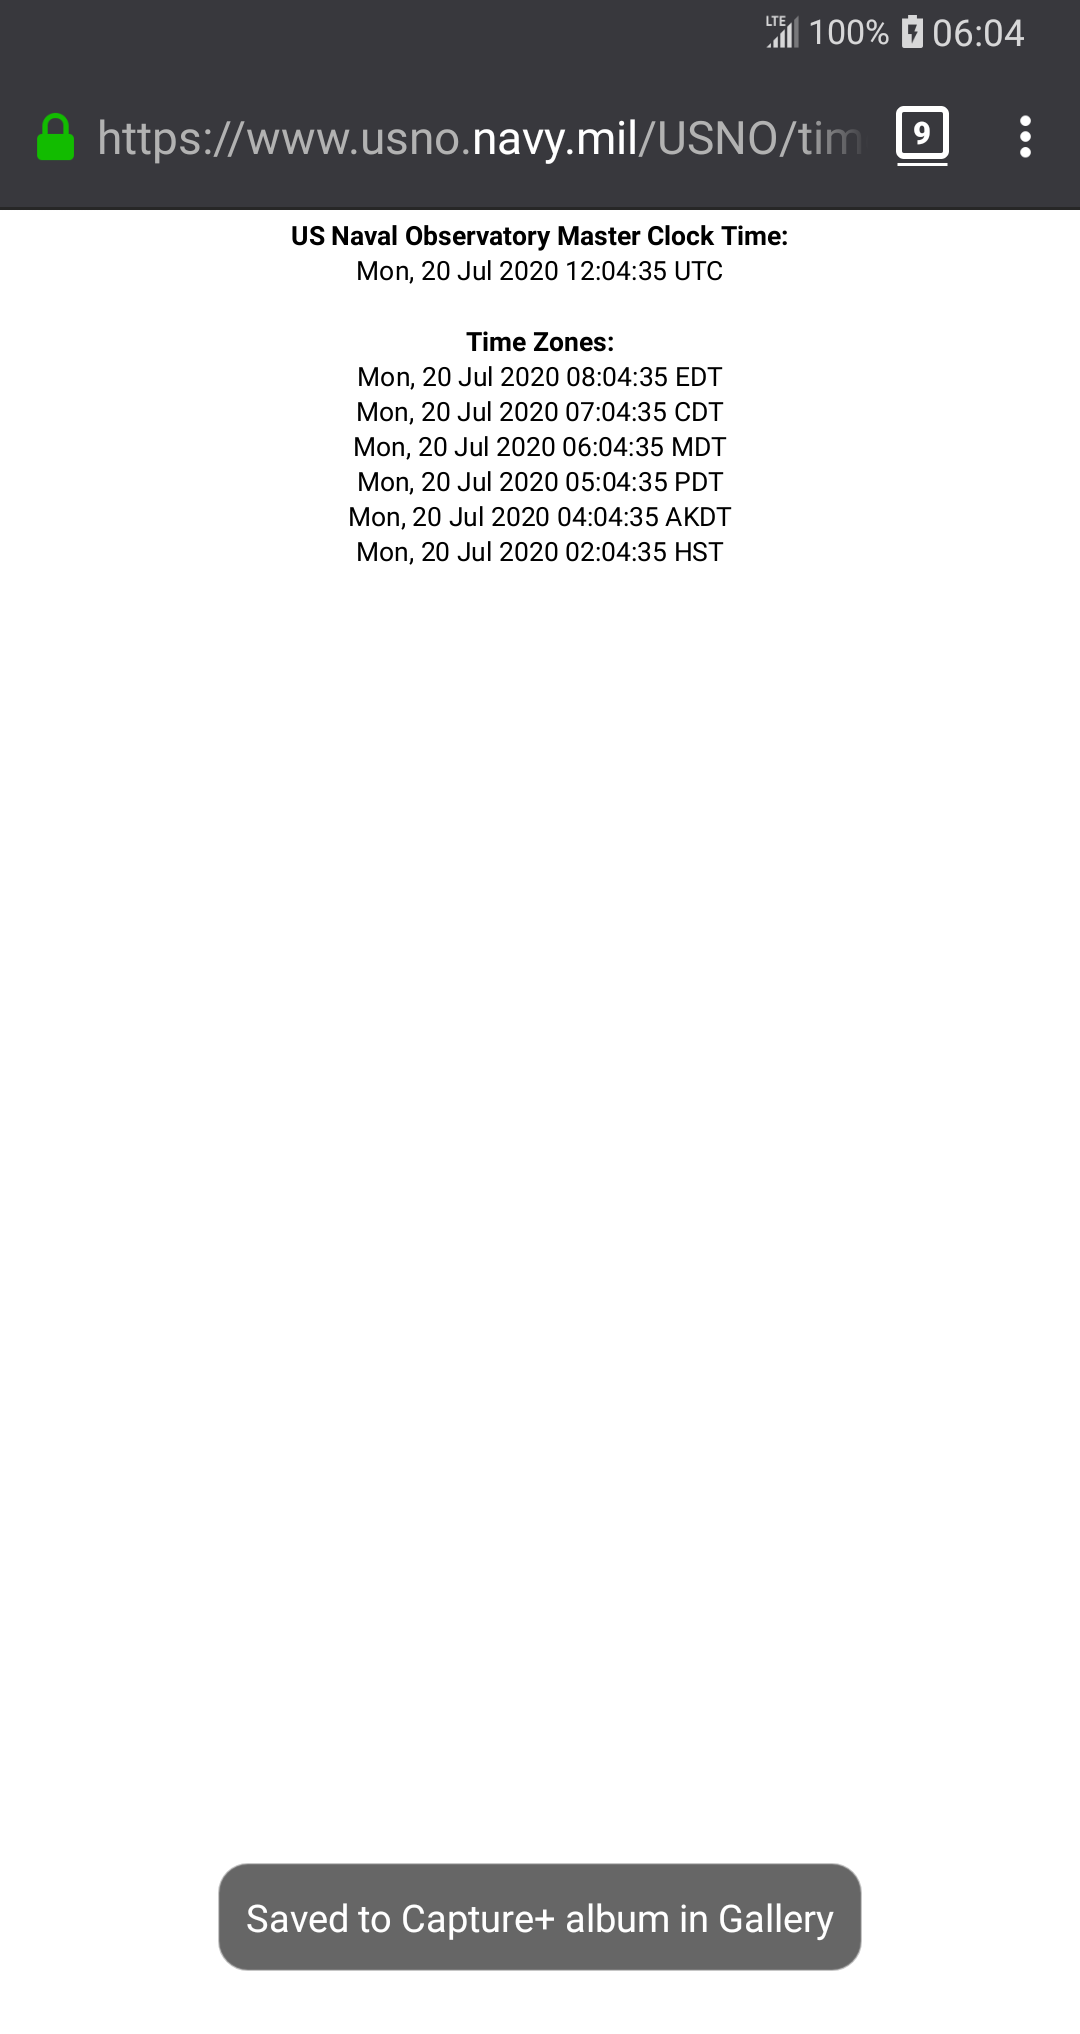 LTE 100% 06:04
https://www.usno.navy.mil/USNO/tim 9
US Naval Observatory Master Clock Time:
Mon, 20 Jul 2020 12:04:35 UTC
Time Zones:
Mon, 20 Jul 2020 08:04:35 EDT
Mon, 20 Jul 2020 07:04:35 CDT
Mon, 20 Jul 2020 06:04:35 MDT
Mon, 20 Jul 2020 05:04:35 PDT
Mon, 20 Jul 2020 04:04:35 AKDT
Mon, 20 Jul 2020 02:04:35 HST
Saved to Capture+ album in Gallery